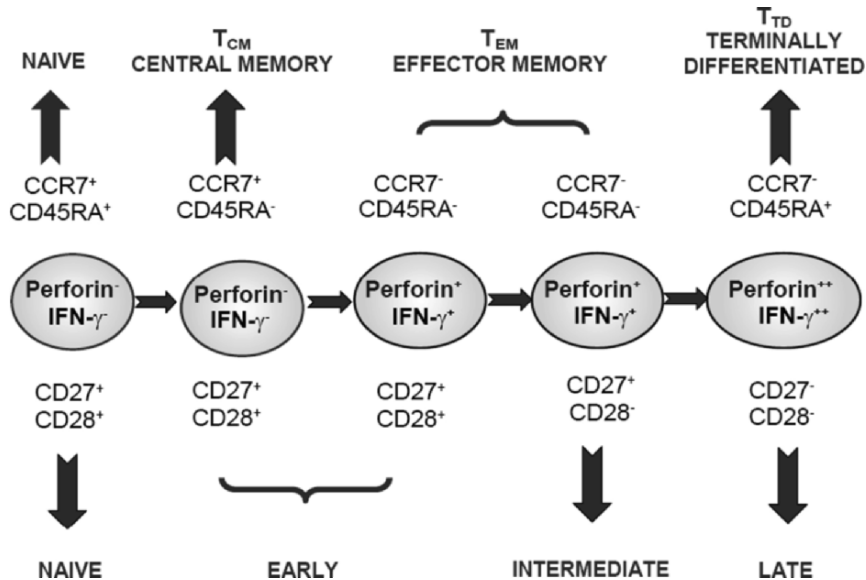 NAIVE
T_CM
CENTRAL MEMORY
T_EM
EFFECTOR MEMORY
T_TD
TERMINALLY
DIFFERENTIATED
CCR7⁺
CD45RA⁺
CCR7⁺
CD45RA⁻
CCR7⁻
CD45RA⁻
CCR7⁻
CD45RA⁻
CCR7⁻
CD45RA⁺
Perforin⁻
IFN-γ⁻
Perforin⁻
IFN-γ⁻
Perforin⁺
IFN-γ⁺
Perforin⁺
IFN-γ⁺
Perforin⁺⁺
IFN-γ⁺⁺
CD27⁺
CD28⁺
CD27⁺
CD28⁺
CD27⁺
CD28⁺
CD27⁺
CD28⁻
CD27⁻
CD28⁻
NAIVE
EARLY
INTERMEDIATE
LATE